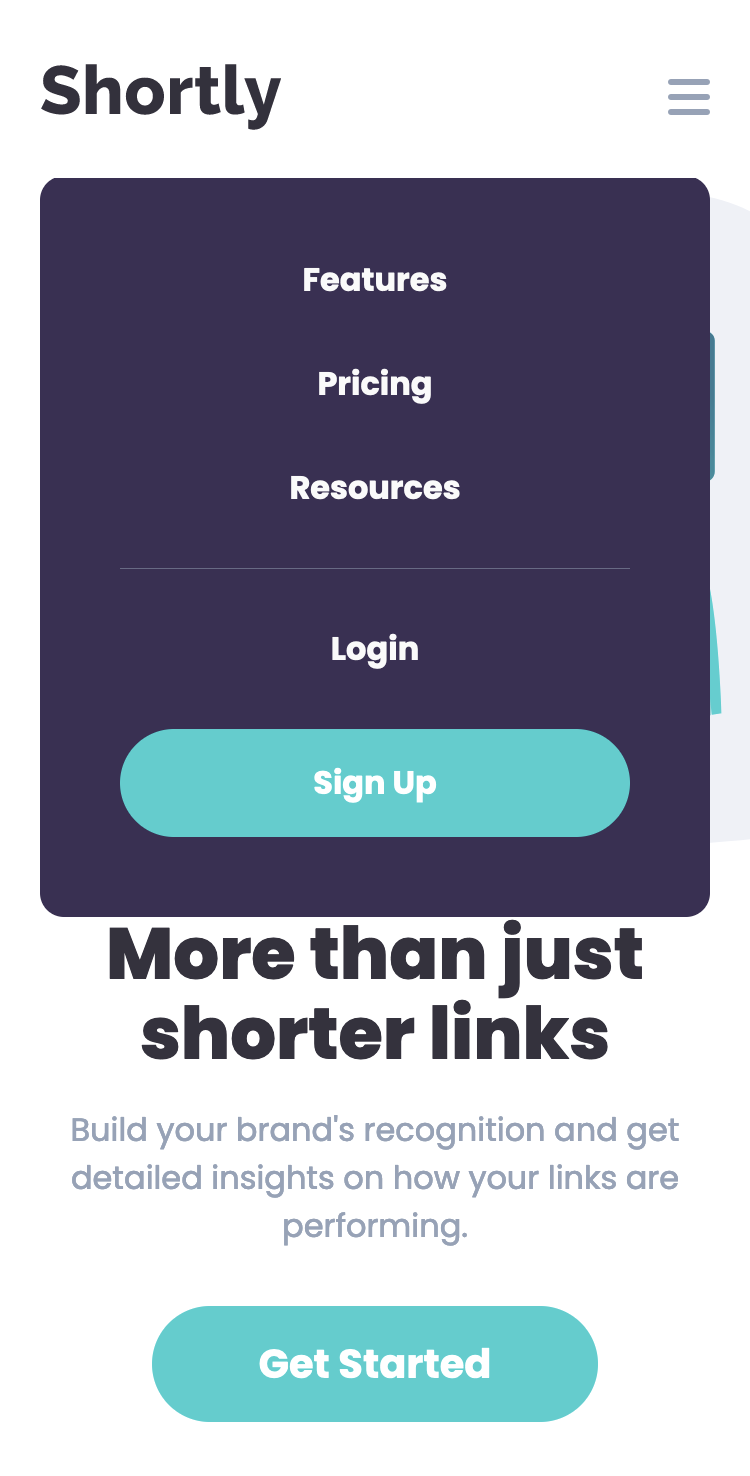 Shortly
Features
Pricing
Resources
Login
Sign Up
More than just
shorter links
Build your brand's recognition and get
detailed insights on how your links are
performing.
Get Started